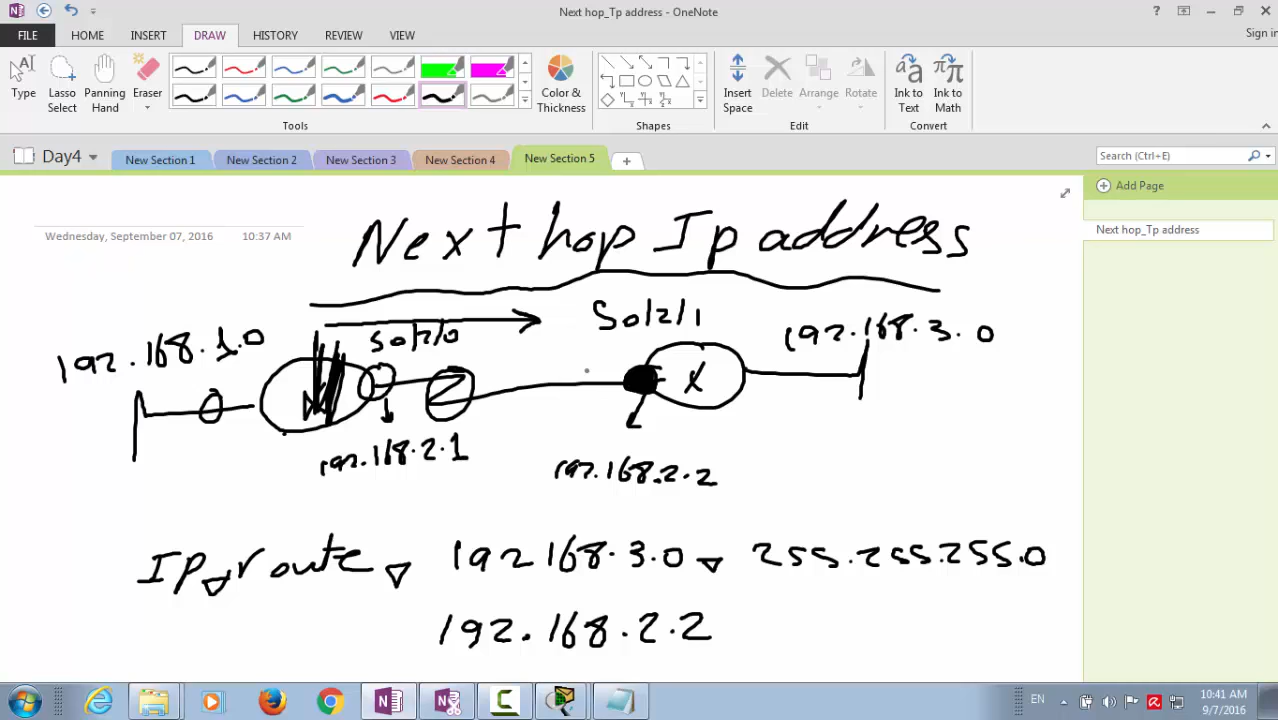 Next hop_Tp address - OneNote
FILE
HOME
INSERT
DRAW
HISTORY
REVIEW
VIEW
Sign in
Type
Lasso Select
Panning Hand
Eraser
Color & Thickness
Insert Space
Delete
Arrange
Rotate
Ink to Text
Ink to Math
Tools
Shapes
Edit
Convert
Day4
New Section 1
New Section 2
New Section 3
New Section 4
New Section 5
Search (Ctrl+E)
Add Page
Next hop_Tp address
Wednesday, September 07, 2016 10:37 AM
Next hop Ip address
192.168.1.0
So/2/0
So/2/1
192.168.3.0
X
192.168.2.1
192.168.2.2
Ip route 192 168.3.0 255.255.255.0
192.168.2.2
EN
10:41 AM
9/7/2016